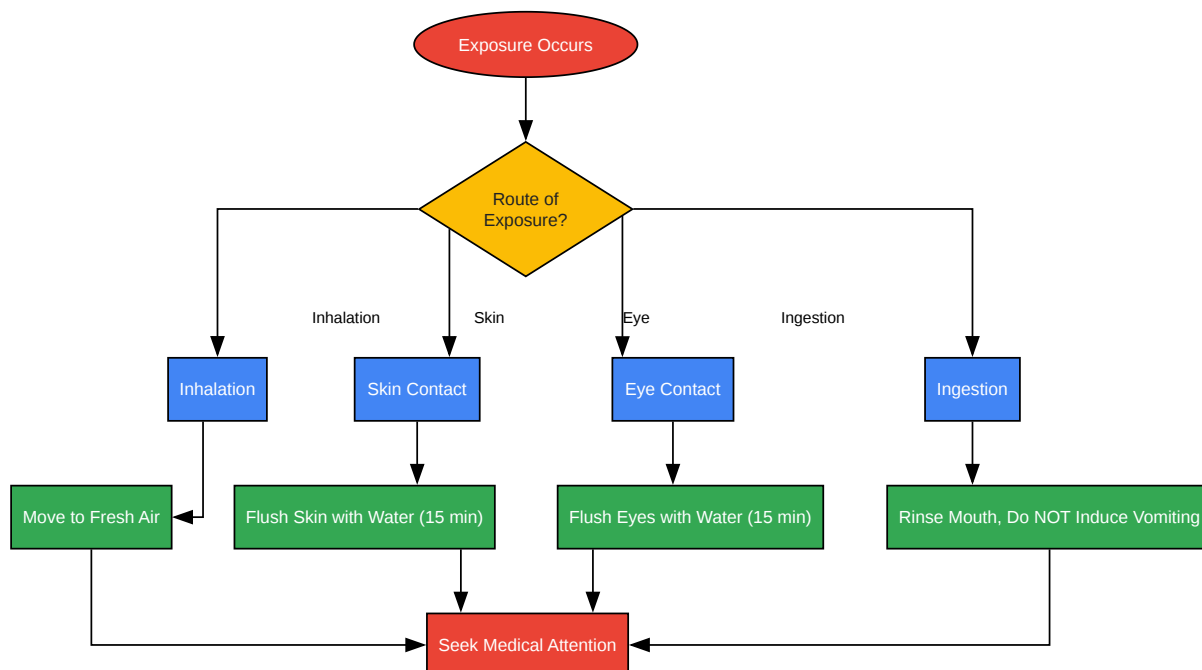 Exposure Occurs
Route of
Exposure?
Inhalation
Skin
Eye
Ingestion
Inhalation
Skin Contact
Eye Contact
Ingestion
Move to Fresh Air
Flush Skin with Water (15 min)
Flush Eyes with Water (15 min)
Rinse Mouth, Do NOT Induce Vomiting
Seek Medical Attention